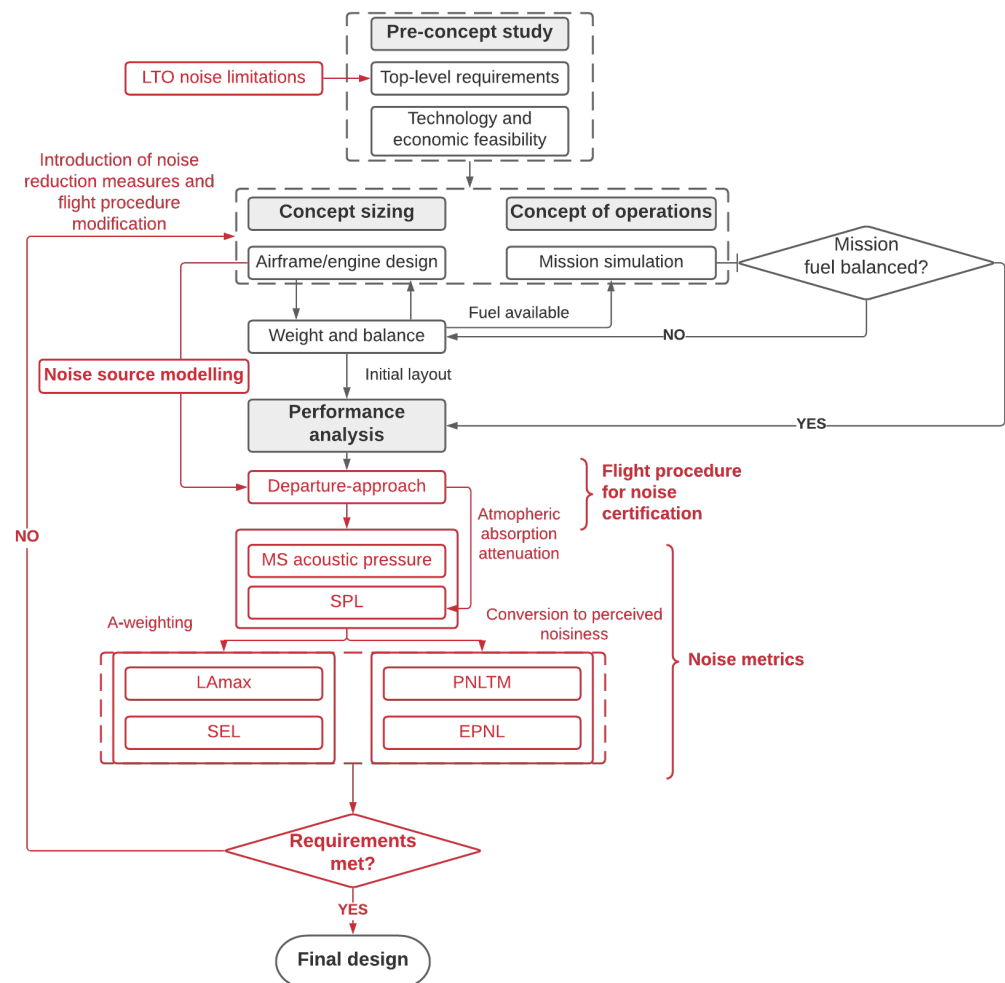 Pre-concept study
LTO noise limitations
Top-level requirements
Technology and
economic feasibility
Introduction of noise
reduction measures and
flight procedure
modification
Concept sizing
Concept of operations
Airframe/engine design
Mission simulation
Mission
fuel balanced?
Fuel available
Weight and balance
NO
Noise source modelling
Initial layout
Performance
analysis
YES
Departure-approach
Flight procedure
for noise
certification
Atmopheric
absorption
attenuation
NO
MS acoustic pressure
SPL
A-weighting
Conversion to perceived
noisiness
Noise metrics
LAmax
PNLTM
SEL
EPNL
Requirements
met?
YES
Final design